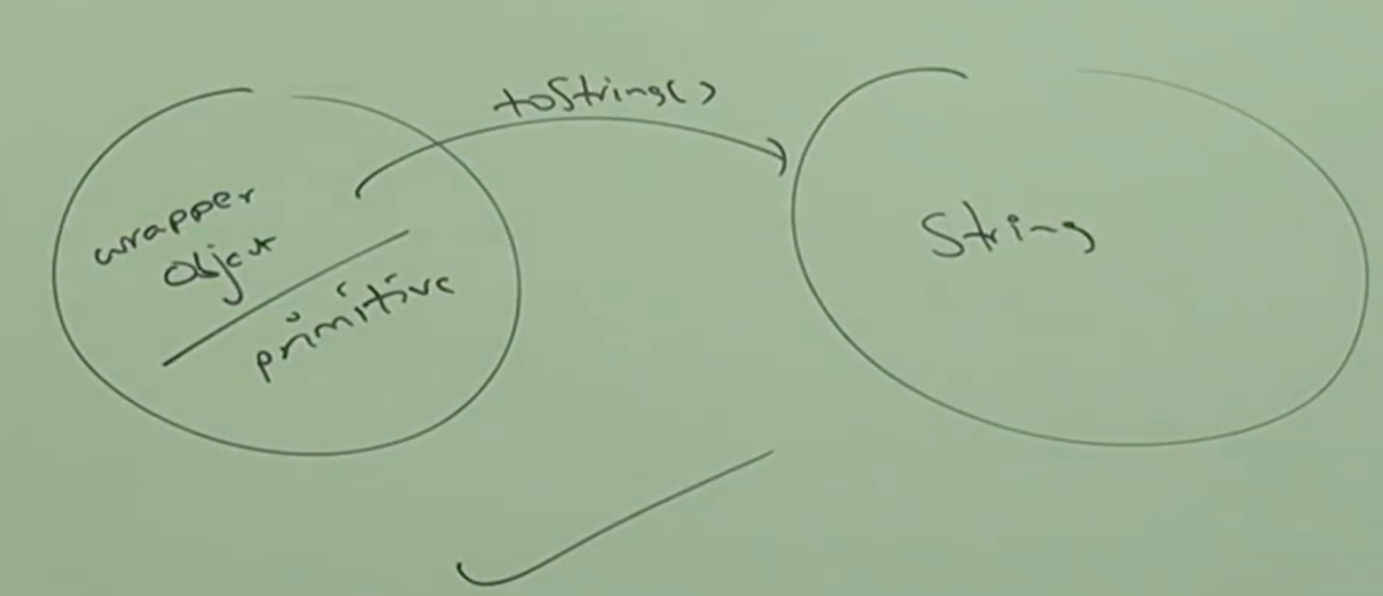 toString()
wrapper
object
primitive
String